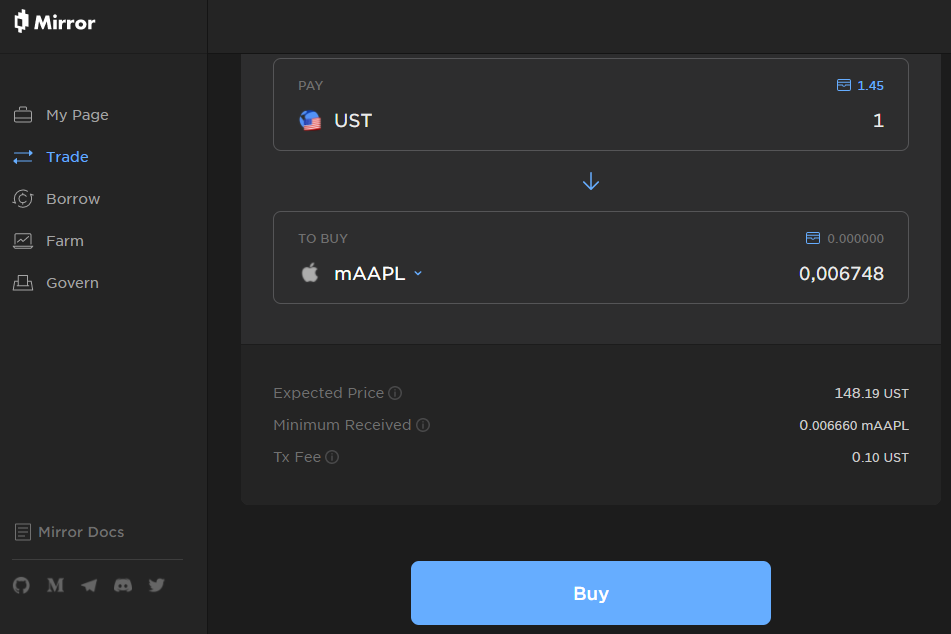 Mirror
My Page
Trade
Borrow
Farm
Govern
Mirror Docs
PAY
1.45
UST
1
TO BUY
0.000000
mAAPL
0,006748
Expected Price
148.19 UST
Minimum Received
0.006660 mAAPL
Tx Fee
0.10 UST
Buy